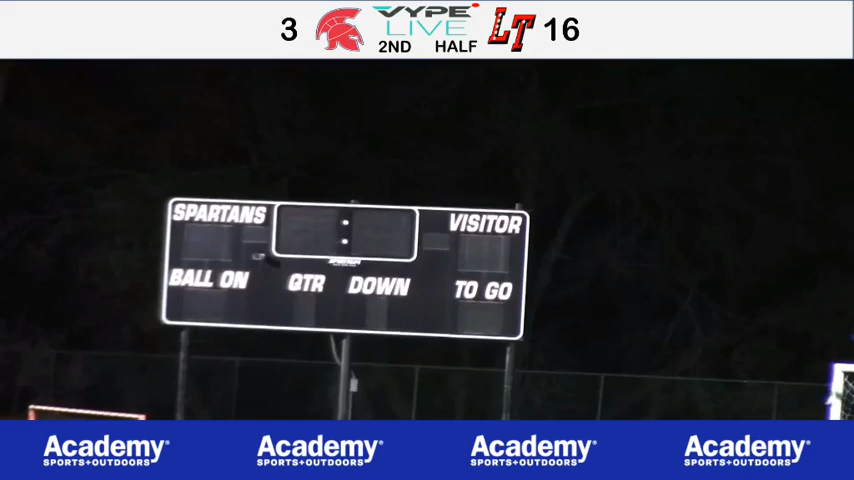 3 VYPE LT 16
LIVE
2ND HALF
SPARTANS VISITOR
BALL ON QTR DOWN TO GO
Academy Academy Academy Academy
SPORTS+OUTDOORS SPORTS+OUTDOORS SPORTS+OUTDOORS SPORTS+OUTDOORS